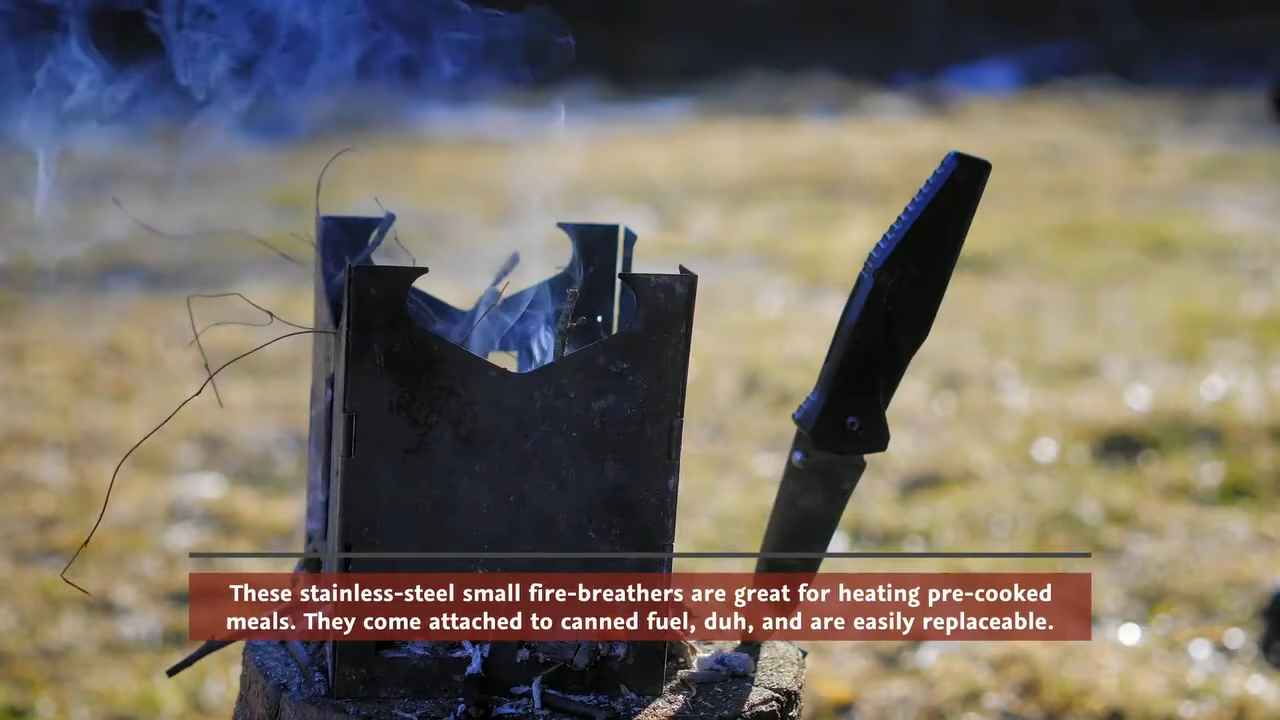 These stainless-steel small fire-breathers are great for heating pre-cooked
meals. They come attached to canned fuel, duh, and are easily replaceable.